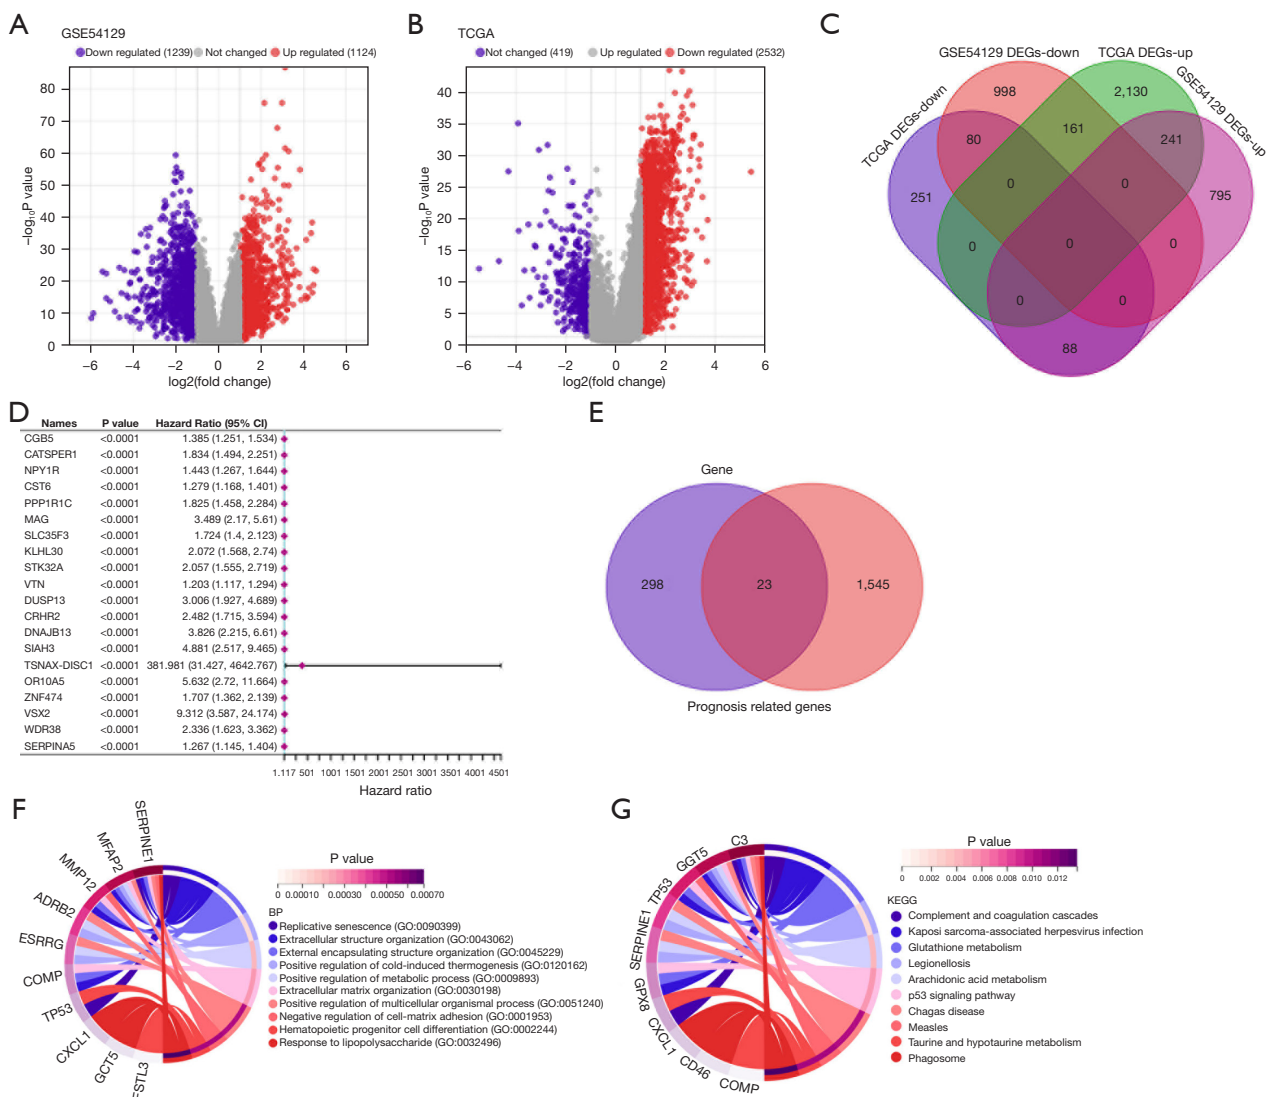 A
GSE54129
Down regulated (1239) Not changed Up regulated (1124)
80
70
60
50
40
30
20
10
0
−log10P value
−6 −4 −2 0 2 4 6
log2(fold change)
B
TCGA
Not changed (419) Up regulated Down regulated (2532)
40
35
30
25
20
15
10
5
0
−log10P value
−6 −4 −2 0 2 4 6
log2(fold change)
C
GSE54129 DEGs-down TCGA DEGs-up
TCGA DEGs-down GSE54129 DEGs-up
998 2,130
80 161 241
251 0 0 795
0 0 0
0 0
88
D
Names P value Hazard Ratio (95% CI)
CGB5 <0.0001 1.385 (1.251, 1.534)
CATSPER1 <0.0001 1.834 (1.494, 2.251)
NPY1R <0.0001 1.443 (1.267, 1.644)
CST6 <0.0001 1.279 (1.168, 1.401)
PPP1R1C <0.0001 1.825 (1.458, 2.284)
MAG <0.0001 3.489 (2.17, 5.61)
SLC35F3 <0.0001 1.724 (1.4, 2.123)
KLHL30 <0.0001 2.072 (1.568, 2.74)
STK32A <0.0001 2.057 (1.555, 2.719)
VTN <0.0001 1.203 (1.117, 1.294)
DUSP13 <0.0001 3.006 (1.927, 4.689)
CRHR2 <0.0001 2.482 (1.715, 3.594)
DNAJB13 <0.0001 3.826 (2.215, 6.61)
SIAH3 <0.0001 4.881 (2.517, 9.465)
TSNAX-DISC1 <0.0001 381.981 (31.427, 4642.767)
OR10A5 <0.0001 5.632 (2.72, 11.664)
ZNF474 <0.0001 1.707 (1.362, 2.139)
VSX2 <0.0001 9.312 (3.587, 24.174)
WDR38 <0.0001 2.336 (1.623, 3.362)
SERPINA5 <0.0001 1.267 (1.145, 1.404)
1.117 501 1001 1501 2001 2501 3001 3501 4001 4501
Hazard ratio
E
Gene
298 23 1,545
Prognosis related genes
F
SERPINE1
MFAP2
MMP12
ADRB2
ESRRG
COMP
TP53
CXCL1
GCT5
FSTL3
P value
0 0.00010 0.00030 0.00050 0.00070
BP
Replicative senescence (GO:0090399)
Extracellular structure organization (GO:0043062)
External encapsulating structure organization (GO:0045229)
Positive regulation of cold-induced thermogenesis (GO:0120162)
Positive regulation of metabolic process (GO:0009893)
Extracellular matrix organization (GO:0030198)
Positive regulation of multicellular organismal process (GO:0051240)
Negative regulation of cell-matrix adhesion (GO:0001953)
Hematopoietic progenitor cell differentiation (GO:0002244)
Response to lipopolysaccharide (GO:0032496)
G
C3
GGT5
TP53
SERPINE1
GPX8
CXCL1
CD46
COMP
P value
0 0.002 0.004 0.006 0.008 0.010 0.012
KEGG
Complement and coagulation cascades
Kaposi sarcoma-associated herpesvirus infection
Glutathione metabolism
Legionellosis
Arachidonic acid metabolism
p53 signaling pathway
Chagas disease
Measles
Taurine and hypotaurine metabolism
Phagosome